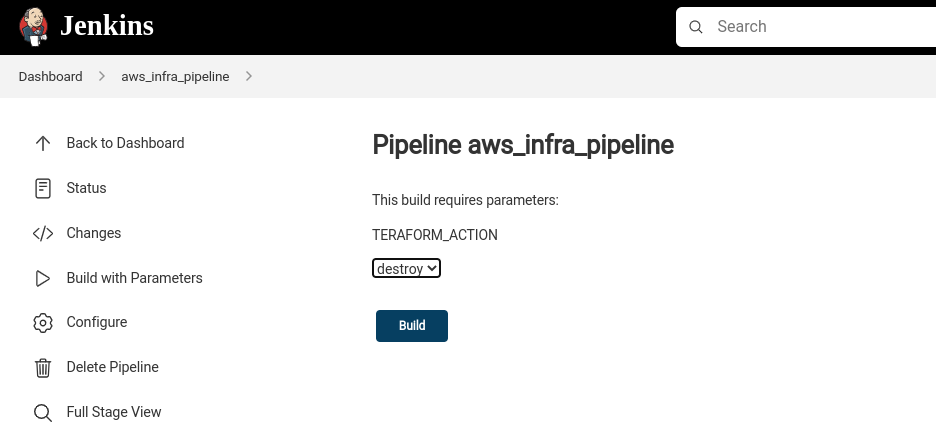 Jenkins
Search
Dashboard
aws_infra_pipeline
Back to Dashboard
Status
Changes
Build with Parameters
Configure
Delete Pipeline
Full Stage View
Pipeline aws_infra_pipeline
This build requires parameters:
TERAFORM_ACTION
destroy
Build